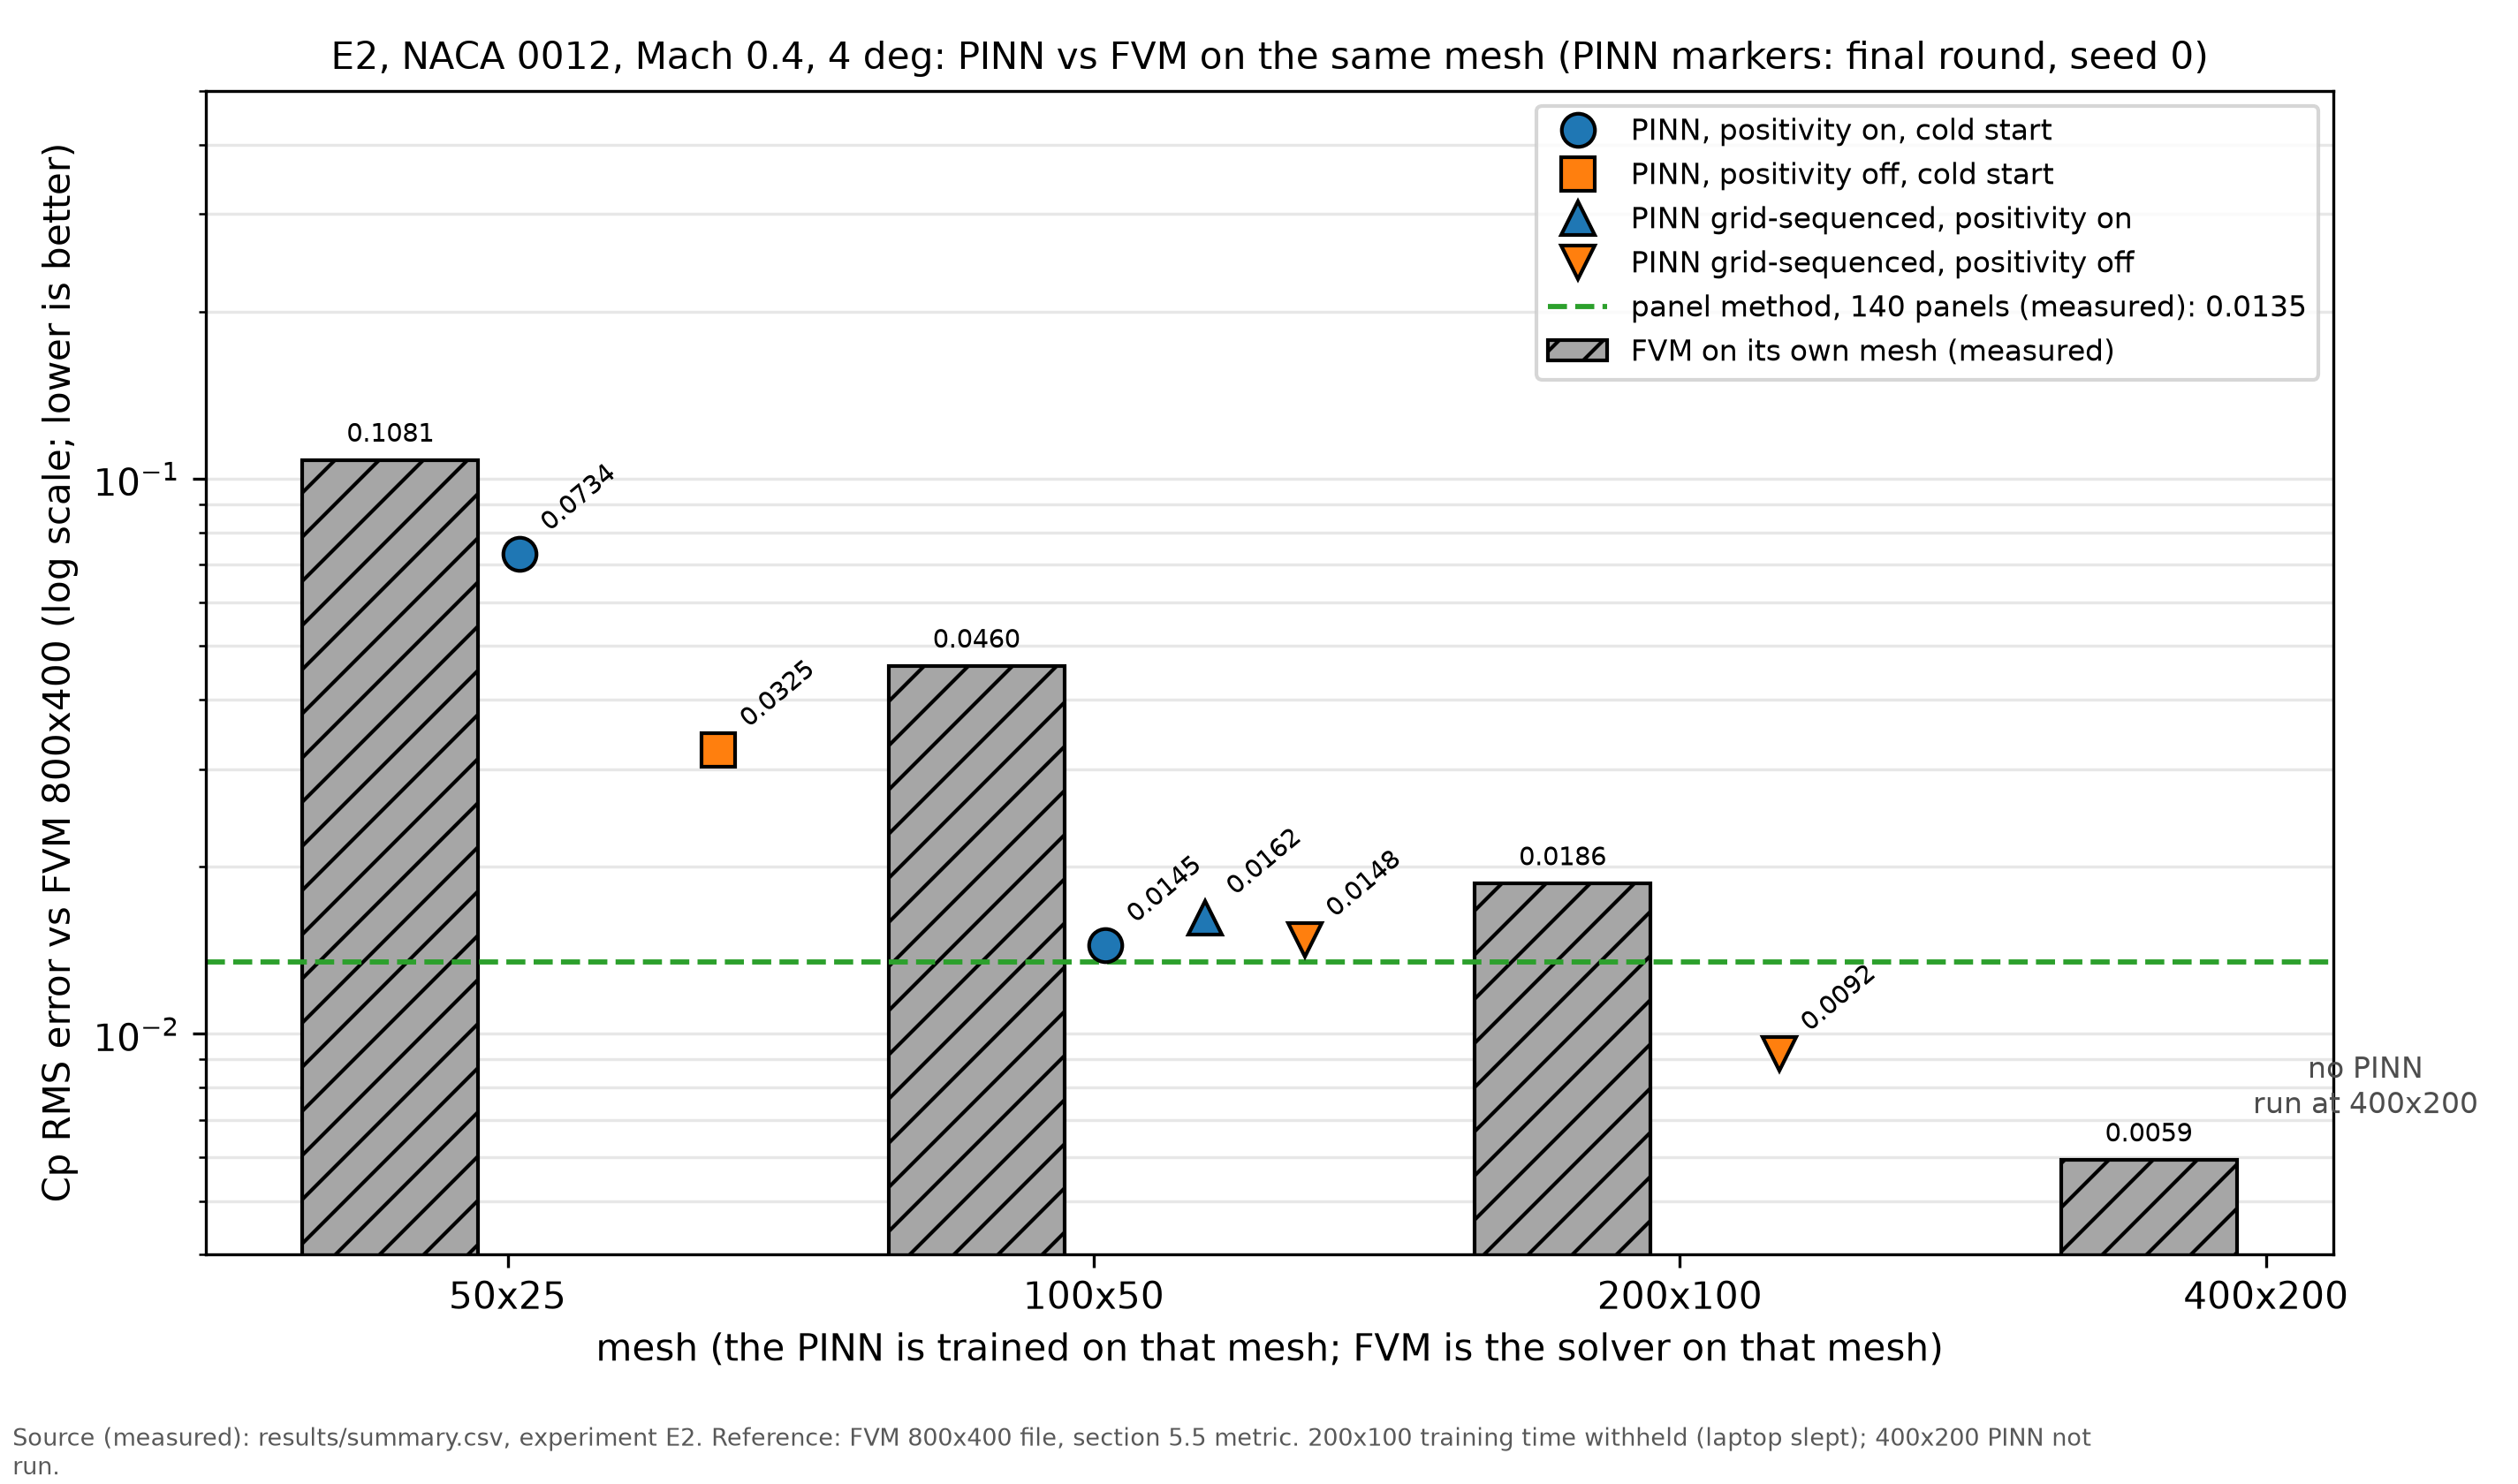 E2, NACA 0012, Mach 0.4, 4 deg: PINN vs FVM on the same mesh (PINN markers: final round, seed 0)
Cp RMS error vs FVM 800x400 (log scale; lower is better)
10⁻¹
10⁻²
PINN, positivity on, cold start
PINN, positivity off, cold start
PINN grid-sequenced, positivity on
PINN grid-sequenced, positivity off
panel method, 140 panels (measured): 0.0135
FVM on its own mesh (measured)
0.1081
0.0734
0.0325
0.0460
0.0145
0.0162
0.0148
0.0186
0.0092
no PINN
run at 400x200
0.0059
50x25
100x50
200x100
400x200
mesh (the PINN is trained on that mesh; FVM is the solver on that mesh)
Source (measured): results/summary.csv, experiment E2. Reference: FVM 800x400 file, section 5.5 metric. 200x100 training time withheld (laptop slept); 400x200 PINN not
run.